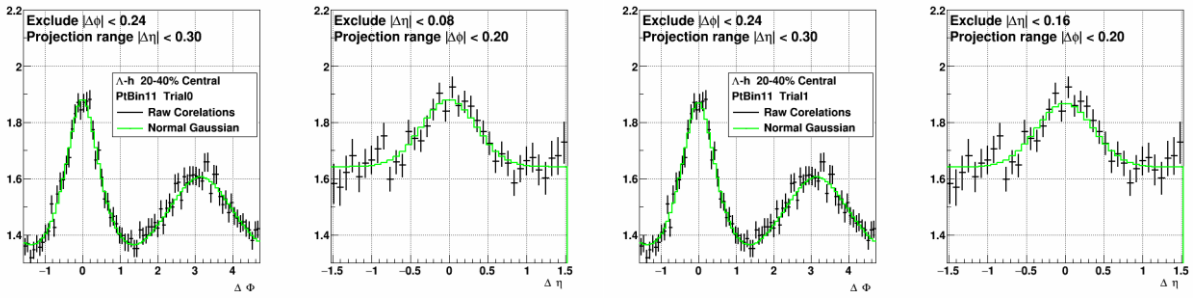 2.2
Exclude |Δϕ| < 0.24
Projection range |Δη| < 0.30
2
Λ-h 20-40% Central
PtBin11 Trial0
Raw Corelations
Normal Gaussian
1.8
1.6
1.4
−1 0 1 2 3 4
Δ Φ
2.2
Exclude |Δη| < 0.08
Projection range |Δϕ| < 0.20
2
1.8
1.6
1.4
−1.5 −1 −0.5 0 0.5 1 1.5
Δ η
2.2
Exclude |Δϕ| < 0.24
Projection range |Δη| < 0.30
2
Λ-h 20-40% Central
PtBin11 Trial1
Raw Corelations
Normal Gaussian
1.8
1.6
1.4
−1 0 1 2 3 4
Δ Φ
2.2
Exclude |Δη| < 0.16
Projection range |Δϕ| < 0.20
2
1.8
1.6
1.4
−1.5 −1 −0.5 0 0.5 1 1.5
Δ η